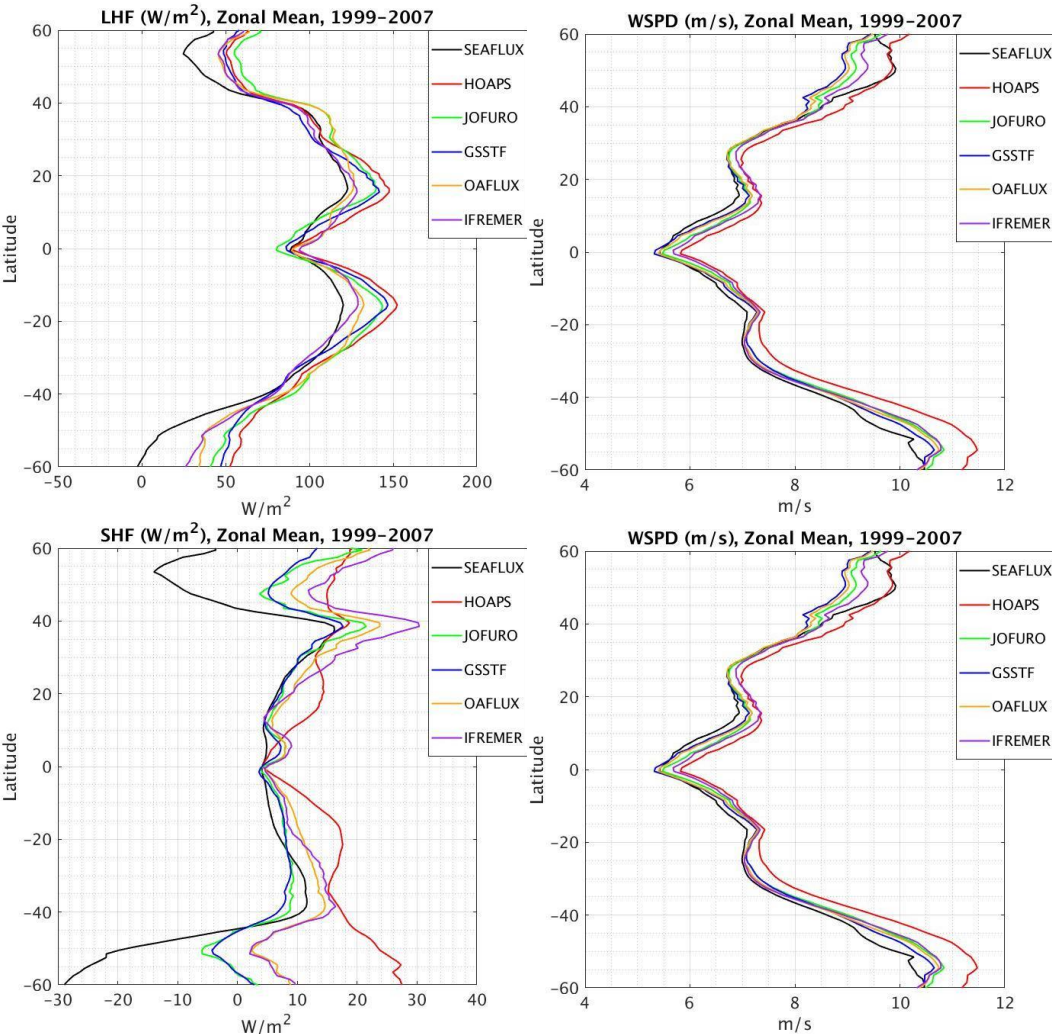 LHF (W/m²), Zonal Mean, 1999–2007
60
40
20
0
−20
−40
−60
Latitude
−50 0 50 100 150 200
W/m²
SEAFLUX
HOAPS
JOFURO
GSSTF
OAFLUX
IFREMER
WSPD (m/s), Zonal Mean, 1999–2007
60
40
20
0
−20
−40
−60
Latitude
4 6 8 10 12
m/s
SEAFLUX
HOAPS
JOFURO
GSSTF
OAFLUX
IFREMER
SHF (W/m²), Zonal Mean, 1999–2007
60
40
20
0
−20
−40
−60
Latitude
−30 −20 −10 0 10 20 30 40
W/m²
SEAFLUX
HOAPS
JOFURO
GSSTF
OAFLUX
IFREMER
WSPD (m/s), Zonal Mean, 1999–2007
60
40
20
0
−20
−40
−60
Latitude
4 6 8 10 12
m/s
SEAFLUX
HOAPS
JOFURO
GSSTF
OAFLUX
IFREMER